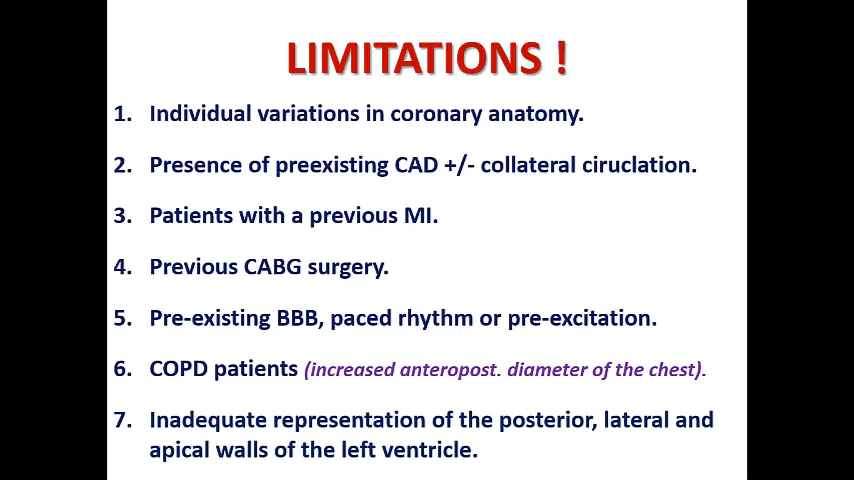 LIMITATIONS !
1. Individual variations in coronary anatomy.
2. Presence of preexisting CAD +/- collateral ciruclation.
3. Patients with a previous MI.
4. Previous CABG surgery.
5. Pre-existing BBB, paced rhythm or pre-excitation.
6. COPD patients (increased anteropost. diameter of the chest).
7. Inadequate representation of the posterior, lateral and
apical walls of the left ventricle.